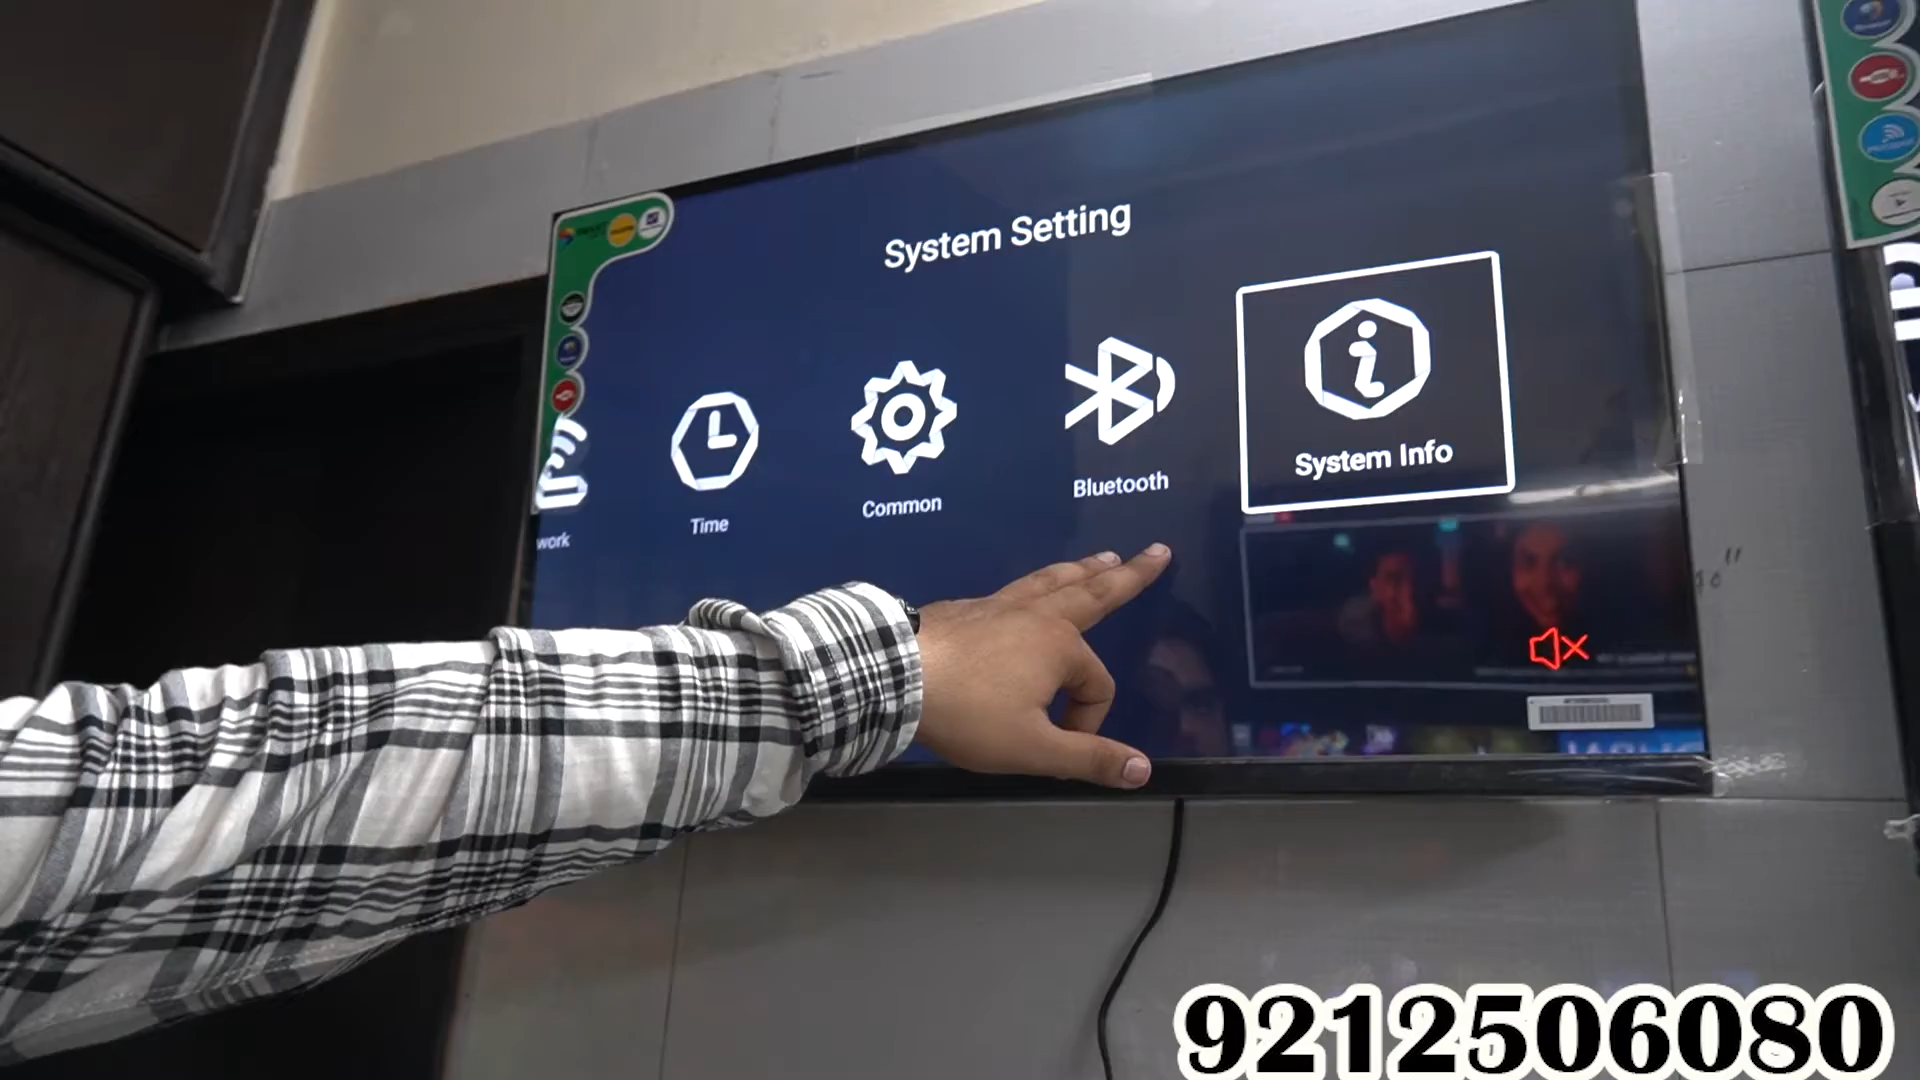 System Setting
work
Time
Common
Bluetooth
System Info
9212506080